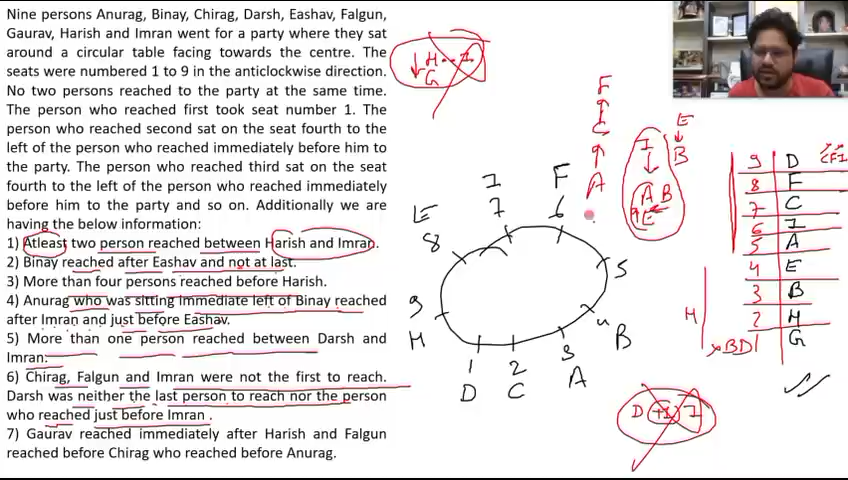 Nine persons Anurag, Binay, Chirag, Darsh, Eashav, Falgun,
Gaurav, Harish and Imran went for a party where they sat
around a circular table facing towards the centre. The
seats were numbered 1 to 9 in the anticlockwise direction.
No two persons reached to the party at the same time.
The person who reached first took seat number 1. The
person who reached second sat on the seat fourth to the
left of the person who reached immediately before him to
the party. The person who reached third sat on the seat
fourth to the left of the person who reached immediately
before him to the party and so on. Additionally we are
having the below information:
1) Atleast two person reached between Harish and Imran.
2) Binay reached after Eashav and not at last.
3) More than four persons reached before Harish.
4) Anurag who was sitting immediate left of Binay reached
after Imran and just before Eashav.
5) More than one person reached between Darsh and
Imran:
6) Chirag, Falgun and Imran were not the first to reach.
Darsh was neither the last person to reach nor the person
who reached just before Imran .
7) Gaurav reached immediately after Harish and Falgun
reached before Chirag who reached before Anurag.
H -- I
G
F
C
A
I
A B
E
E
B
I
7
F
6
E
8
5
9
H
4
B
1
D
2
C
3
A
D +I I
CFI
9 D
8 F
7 C
6 I
5 A
4 E
3 B
2 H
1 G
H
xBD